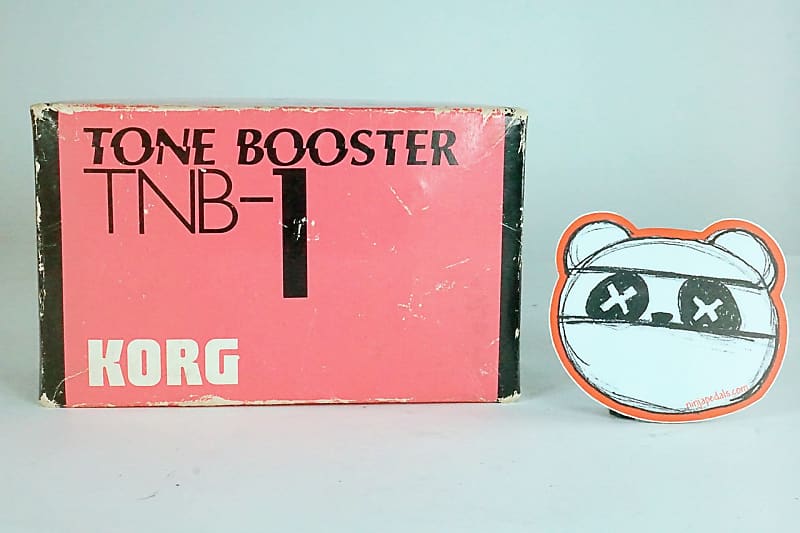 TONE BOOSTER
TNB-1
KORG
ninjapedals.com